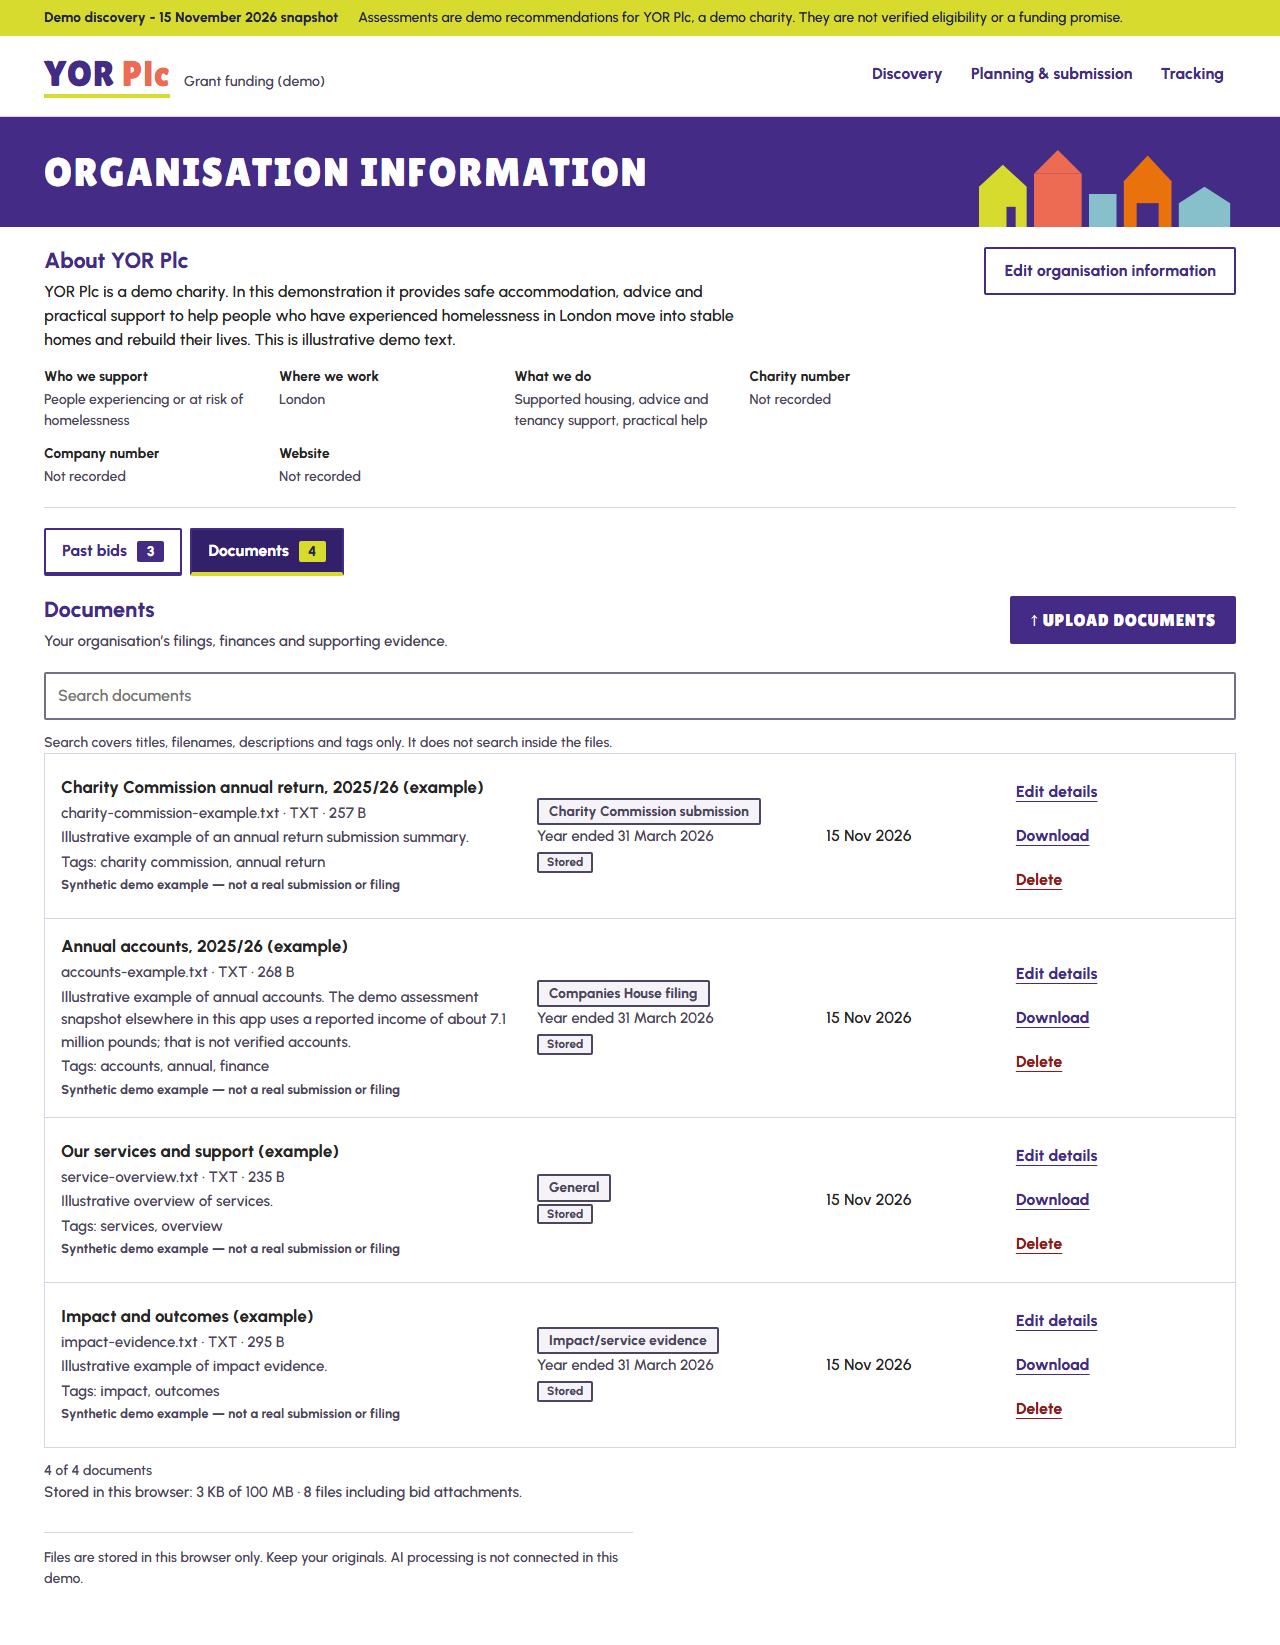 Demo discovery - 15 November 2026 snapshot Assessments are demo recommendations for YOR Plc, a demo charity. They are not verified eligibility or a funding promise.
YOR Plc Grant funding (demo) Discovery Planning & submission Tracking
ORGANISATION INFORMATION
About YOR Plc
Edit organisation information
YOR Plc is a demo charity. In this demonstration it provides safe accommodation, advice and
practical support to help people who have experienced homelessness in London move into stable
homes and rebuild their lives. This is illustrative demo text.
Who we support Where we work What we do Charity number
People experiencing or at risk of London Supported housing, advice and Not recorded
homelessness tenancy support, practical help
Company number Website
Not recorded Not recorded
Past bids 3 Documents 4
Documents
↑ UPLOAD DOCUMENTS
Your organisation's filings, finances and supporting evidence.
Search documents
Search covers titles, filenames, descriptions and tags only. It does not search inside the files.
Charity Commission annual return, 2025/26 (example)
charity-commission-example.txt · TXT · 257 B
Illustrative example of an annual return submission summary.
Tags: charity commission, annual return
Synthetic demo example — not a real submission or filing
Charity Commission submission
Year ended 31 March 2026
Stored
15 Nov 2026
Edit details
Download
Delete
Annual accounts, 2025/26 (example)
accounts-example.txt · TXT · 268 B
Illustrative example of annual accounts. The demo assessment
snapshot elsewhere in this app uses a reported income of about 7.1
million pounds; that is not verified accounts.
Tags: accounts, annual, finance
Synthetic demo example — not a real submission or filing
Companies House filing
Year ended 31 March 2026
Stored
15 Nov 2026
Edit details
Download
Delete
Our services and support (example)
service-overview.txt · TXT · 235 B
Illustrative overview of services.
Tags: services, overview
Synthetic demo example — not a real submission or filing
General
Stored
15 Nov 2026
Edit details
Download
Delete
Impact and outcomes (example)
impact-evidence.txt · TXT · 295 B
Illustrative example of impact evidence.
Tags: impact, outcomes
Synthetic demo example — not a real submission or filing
Impact/service evidence
Year ended 31 March 2026
Stored
15 Nov 2026
Edit details
Download
Delete
4 of 4 documents
Stored in this browser: 3 KB of 100 MB · 8 files including bid attachments.
Files are stored in this browser only. Keep your originals. AI processing is not connected in this
demo.